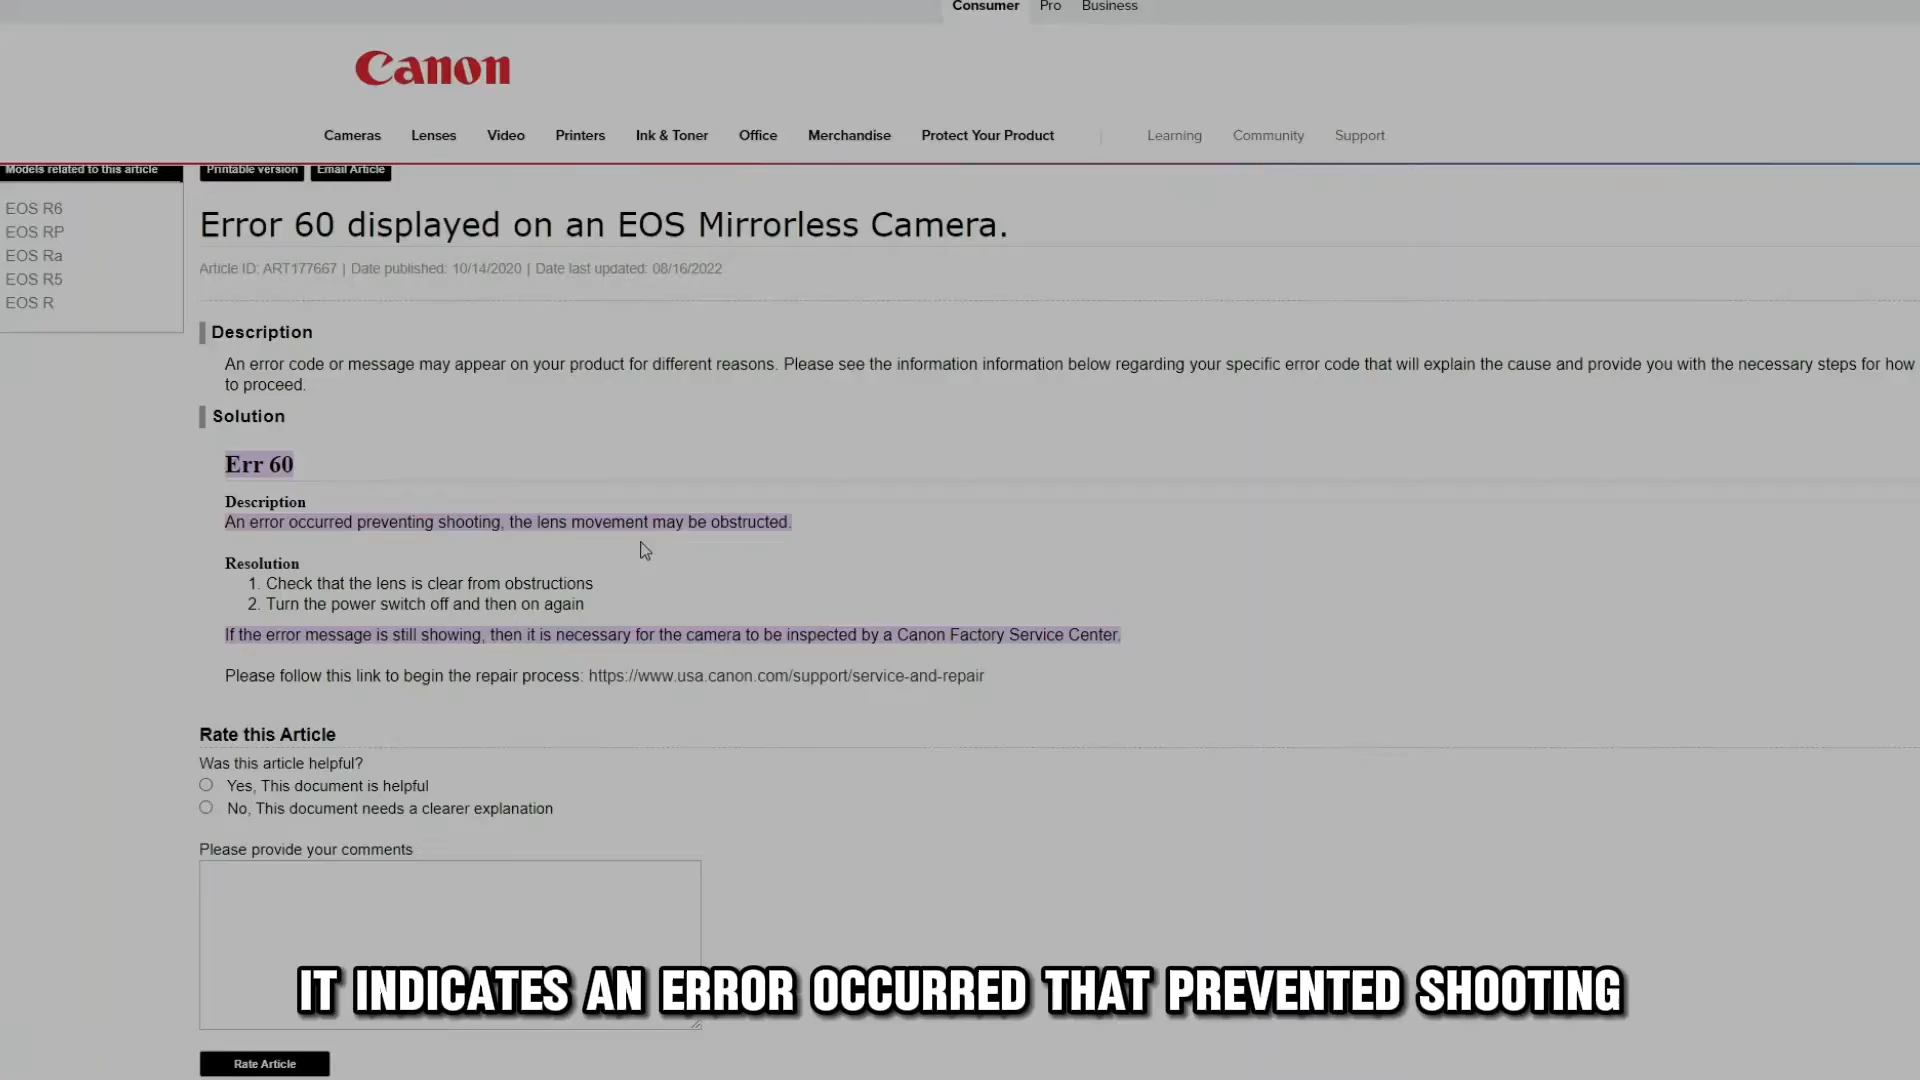 Consumer Pro Business
Canon
Cameras Lenses Video Printers Ink & Toner Office Merchandise Protect Your Product Learning Community Support
Models related to this article
Printable version Email Article
EOS R6
EOS RP
EOS Ra
EOS R5
EOS R
Error 60 displayed on an EOS Mirrorless Camera.
Article ID: ART177667 | Date published: 10/14/2020 | Date last updated: 08/16/2022
Description
An error code or message may appear on your product for different reasons. Please see the information information below regarding your specific error code that will explain the cause and provide you with the necessary steps for how
to proceed.
Solution
Err 60
Description
An error occurred preventing shooting, the lens movement may be obstructed.
Resolution
1. Check that the lens is clear from obstructions
2. Turn the power switch off and then on again
If the error message is still showing, then it is necessary for the camera to be inspected by a Canon Factory Service Center.
Please follow this link to begin the repair process: https://www.usa.canon.com/support/service-and-repair
Rate this Article
Was this article helpful?
Yes, This document is helpful
No, This document needs a clearer explanation
Please provide your comments
IT INDICATES AN ERROR OCCURRED THAT PREVENTED SHOOTING
Rate Article